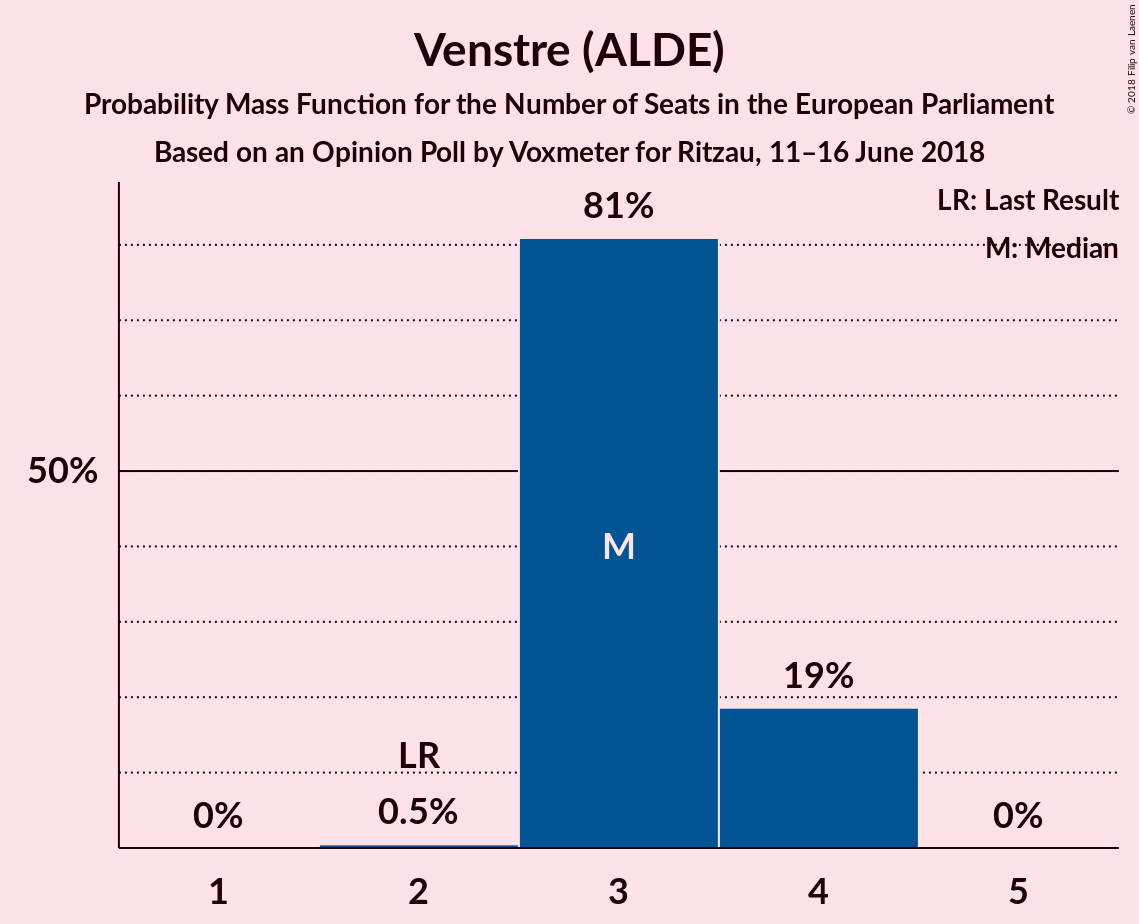 Venstre (ALDE)
Probability Mass Function for the Number of Seats in the European Parliament
Based on an Opinion Poll by Voxmeter for Ritzau, 11–16 June 2018
© 2018 Filip van Laenen
LR: Last Result
M: Median
81%
50%
M
19%
LR
0%
0.5%
0%
1
2
3
4
5